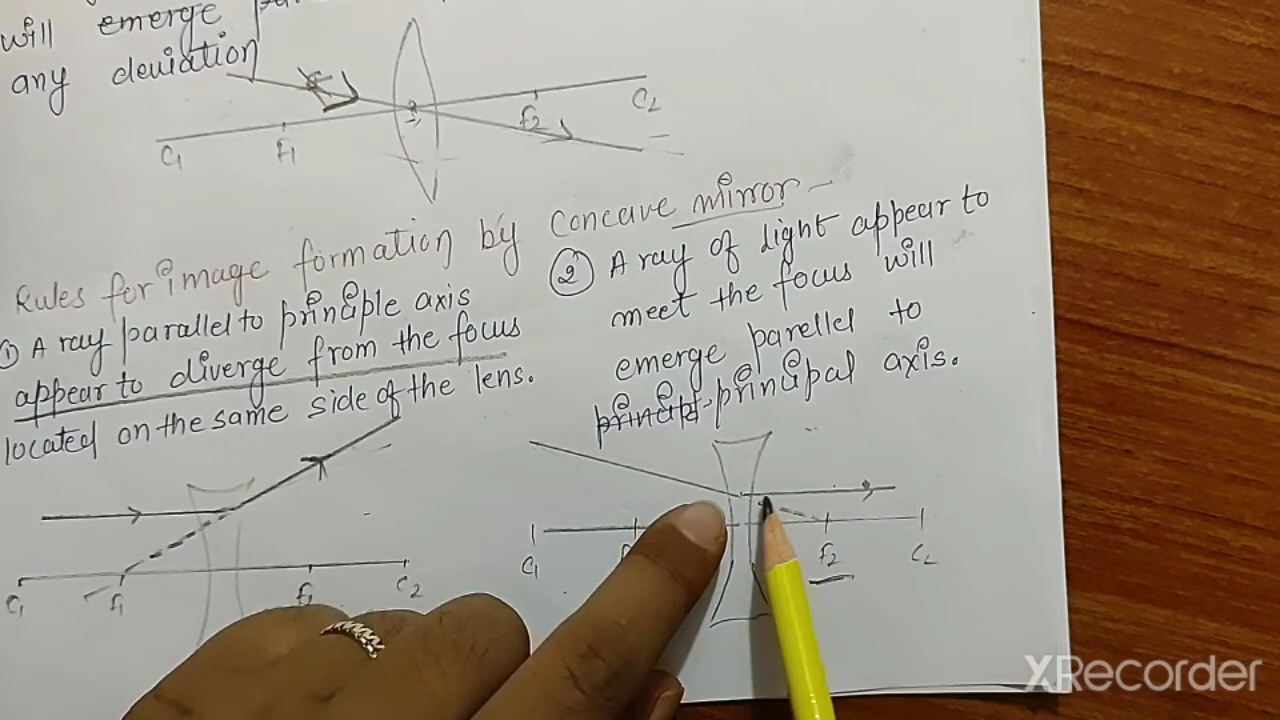 will emerge
any deviation
C₁ F₁ F₂ C₂
Rules for image formation by Concave mirror -
① A ray parallel to priniple axis
appear to diverge from the focus
located on the same side of the lens.
② A ray of light appear to
meet the focus will
emerge parellel to
principal axis.
C₁ F₁ F₂ C₂
C₁ F₂ C₂
XRecorder